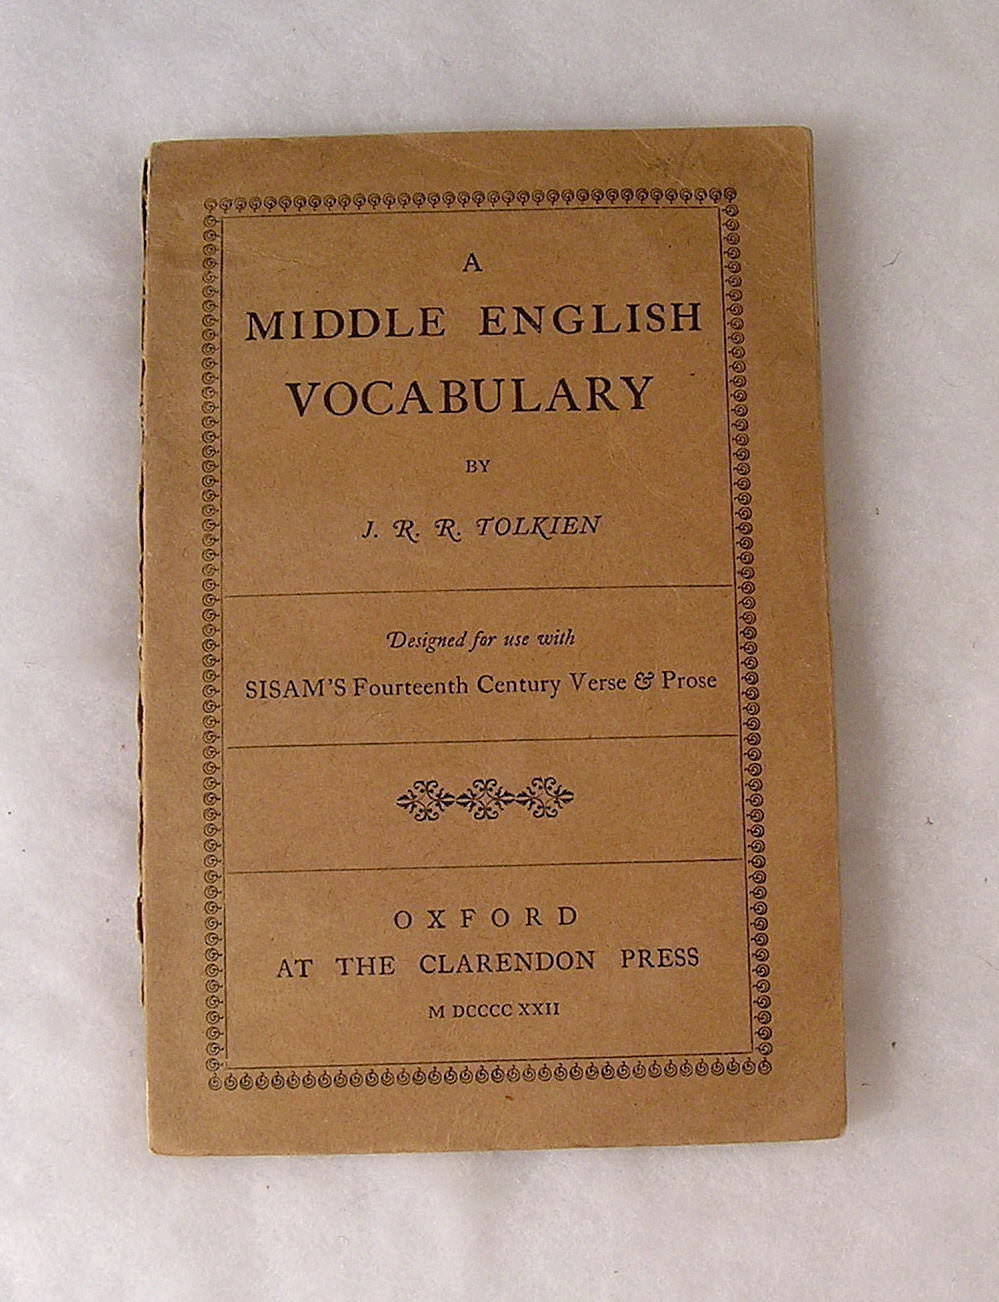 A
MIDDLE ENGLISH
VOCABULARY
BY
J. R. R. TOLKIEN
Designed for use with
SISAM'S Fourteenth Century Verse & Prose
OXFORD
AT THE CLARENDON PRESS
M DCCCC XXII